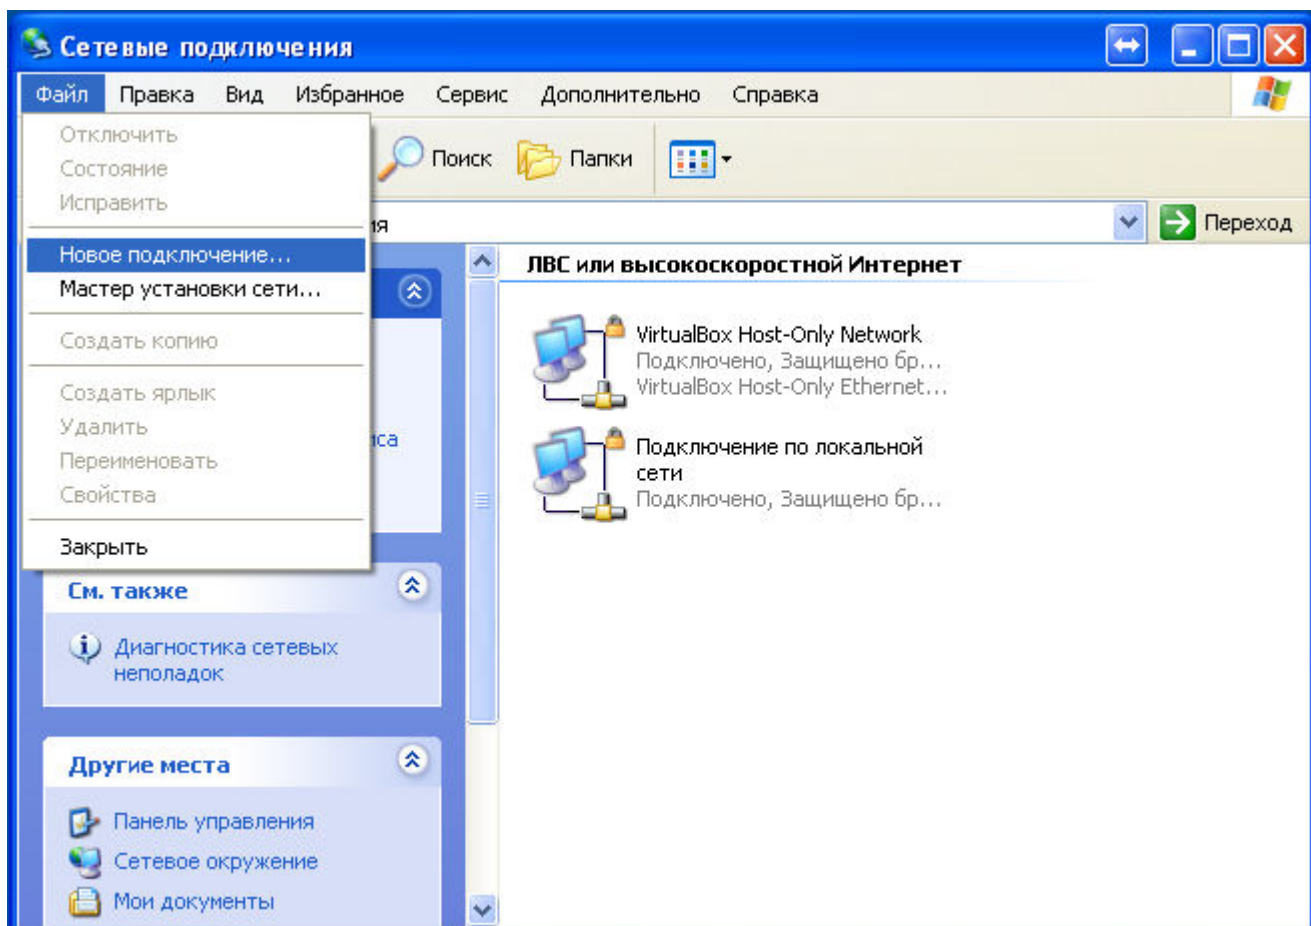 Сетевые подключения
Файл Правка Вид Избранное Сервис Дополнительно Справка
Отключить
Состояние
Исправить
Поиск Папки
Новое подключение...
Мастер установки сети...
Создать копию
Создать ярлык
Удалить
Переименовать
Свойства
Закрыть
Переход
См. также
Диагностика сетевых
неполадок
Другие места
Панель управления
Сетевое окружение
Мои документы
ЛВС или высокоскоростной Интернет
VirtualBox Host-Only Network
Подключено, Защищено бр...
VirtualBox Host-Only Ethernet...
Подключение по локальной
сети
Подключено, Защищено бр...